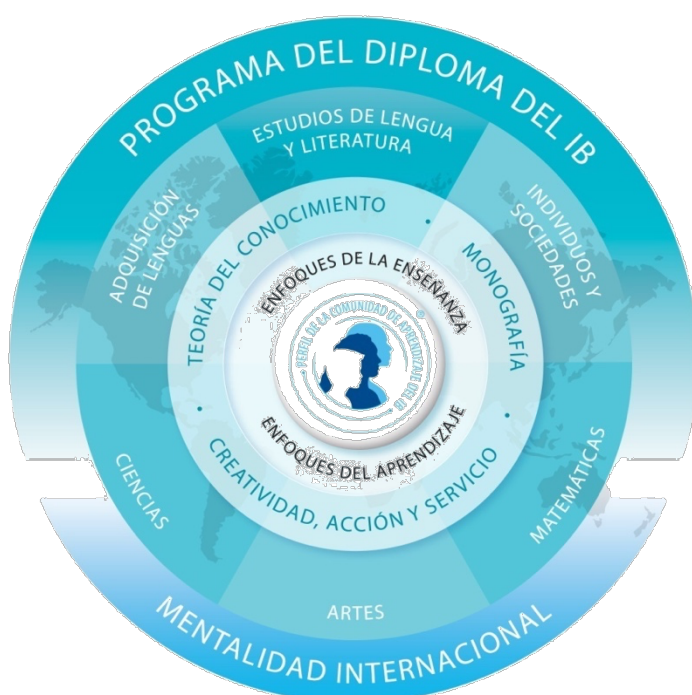 PROGRAMA DEL DIPLOMA DEL IB
ESTUDIOS DE LENGUA
Y LITERATURA
ADQUISICIÓN
DE LENGUAS
INDIVIDUOS Y
SOCIEDADES
TEORÍA DEL CONOCIMIENTO
MONOGRAFÍA
ENFOQUES DE LA ENSEÑANZA
PERFIL DE LA COMUNIDAD DE APRENDIZAJE DEL IB
®
ENFOQUES DEL APRENDIZAJE
CREATIVIDAD, ACCIÓN Y SERVICIO
CIENCIAS
MATEMÁTICAS
ARTES
MENTALIDAD INTERNACIONAL